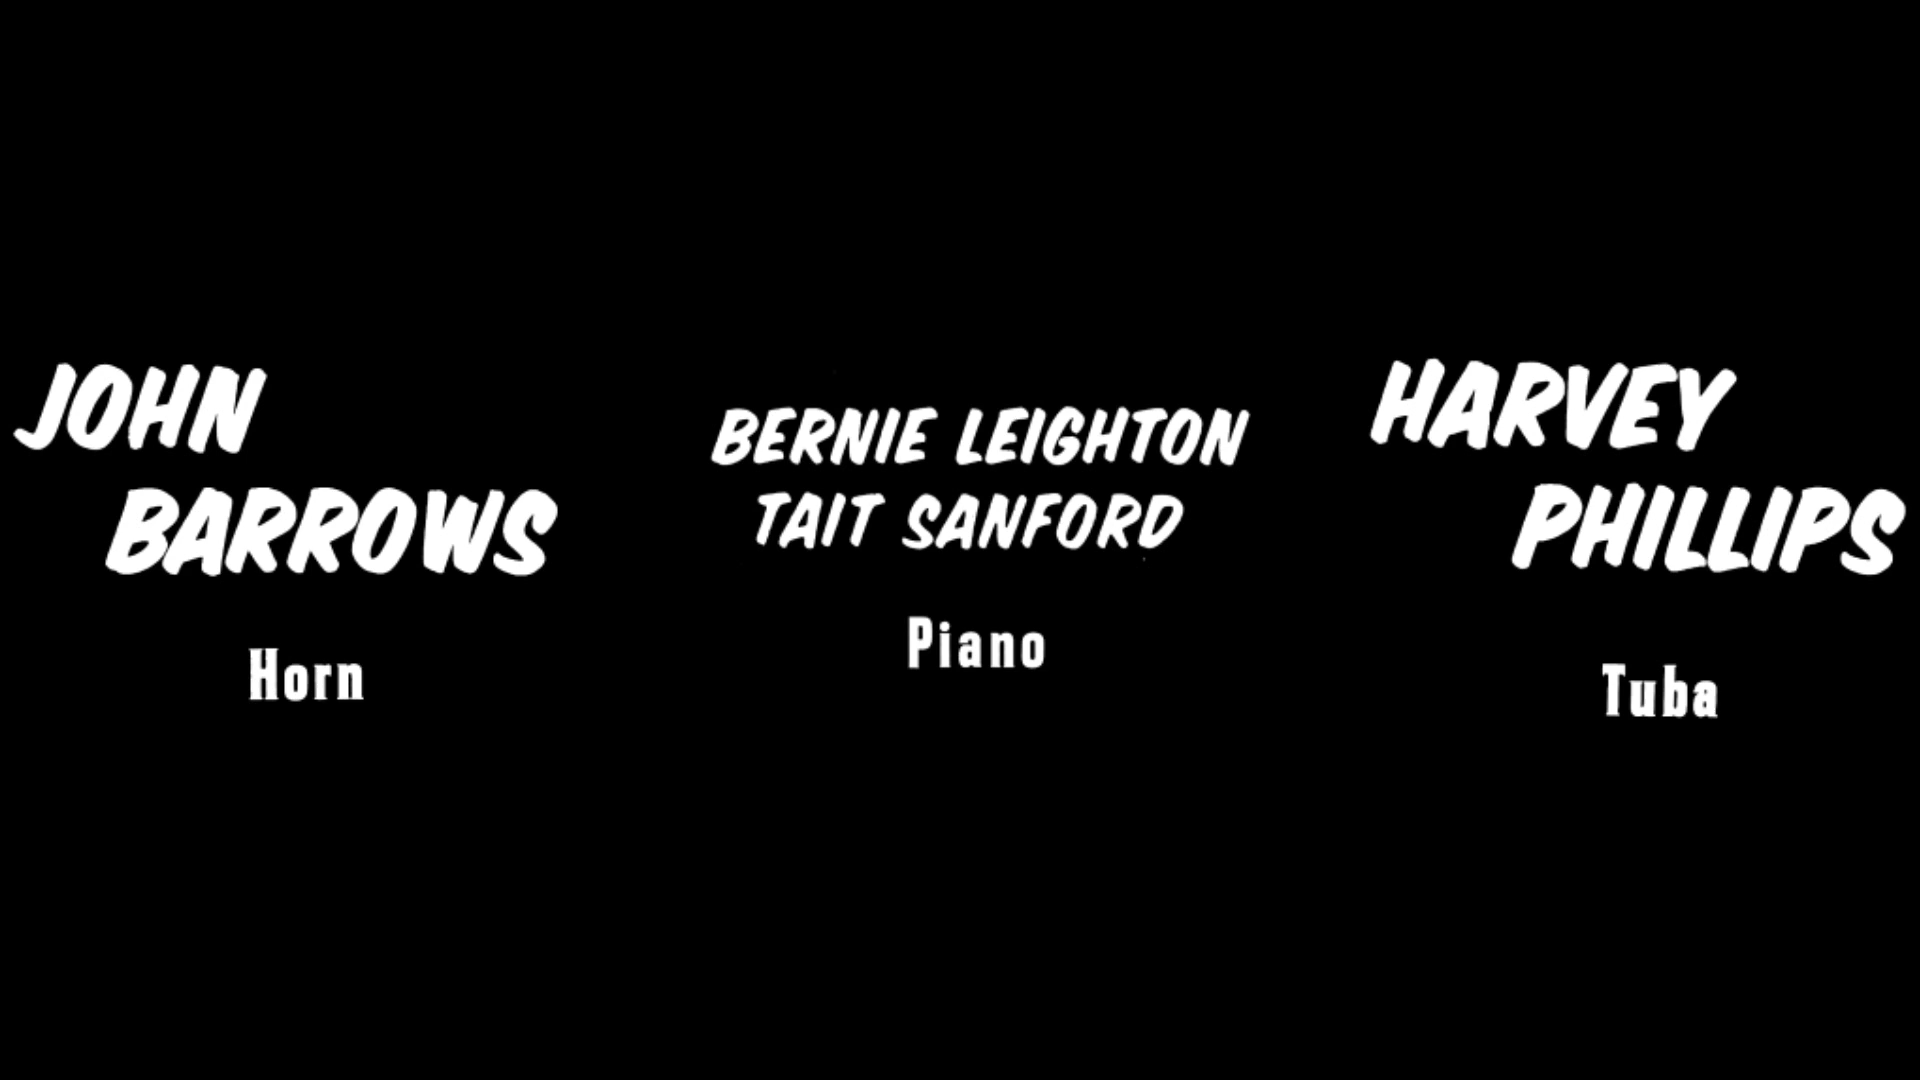 JOHN
BARROWS
Horn
BERNIE LEIGHTON
TAIT SANFORD
Piano
HARVEY
PHILLIPS
Tuba